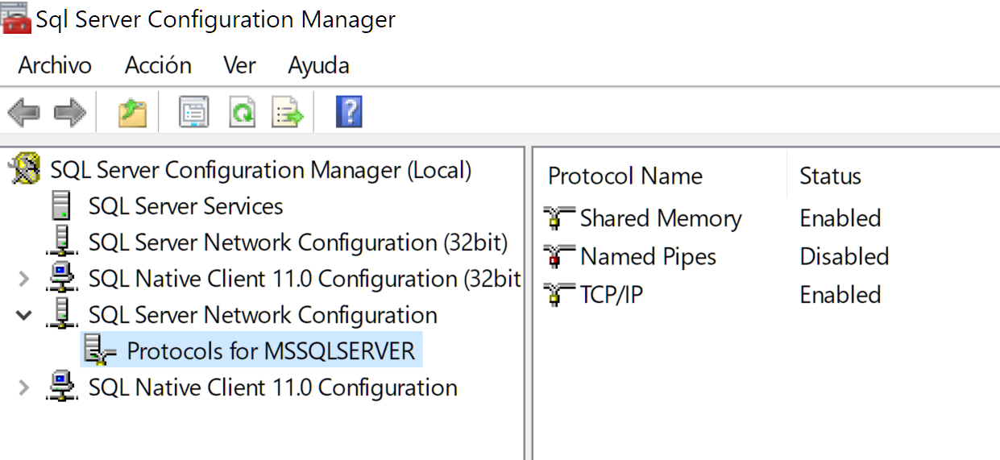 Sql Server Configuration Manager
Archivo Acción Ver Ayuda
?
SQL Server Configuration Manager (Local)
SQL Server Services
SQL Server Network Configuration (32bit)
SQL Native Client 11.0 Configuration (32bit
SQL Server Network Configuration
Protocols for MSSQLSERVER
SQL Native Client 11.0 Configuration
Protocol Name Status
Shared Memory Enabled
Named Pipes Disabled
TCP/IP Enabled